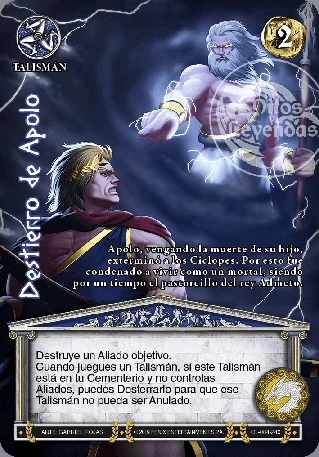 TALISMAN
2
Mitos y
Leyendas
Destierro de Apolo
Apolo, vengando la muerte de su hijo,
exterminó a los Cíclopes. Por esto fue
condenado a vivir como un mortal, siendo
por un tiempo el pastorcillo del rey Admeto.
Destruye un Aliado objetivo.
Cuando juegues un Talismán, si este Talismán
está en tu Cementerio y no controlas
Aliados, puedes Desterrarlo para que ese
Talismán no pueda ser Anulado.
ARTE: GABRIEL ROJAS